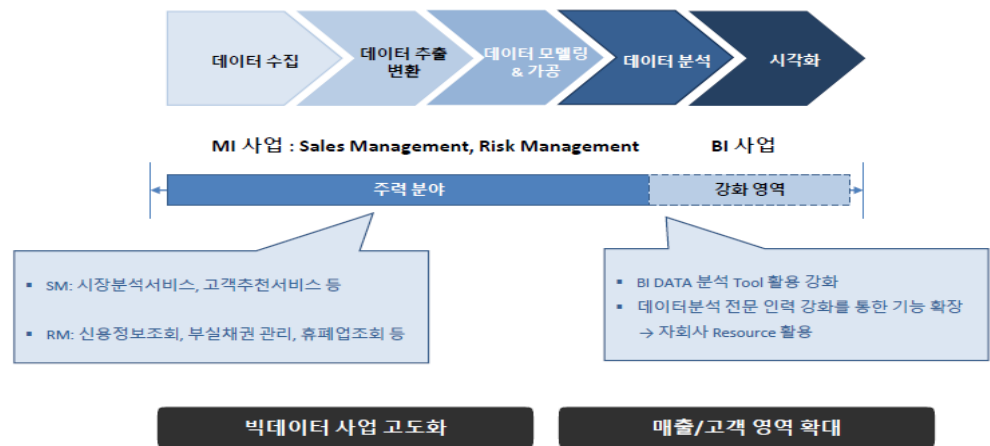 데이터 수집
데이터 추출
변환
데이터 모델링
& 가공
데이터 분석
시각화
MI 사업 : Sales Management, Risk Management
BI 사업
주력 분야
강화 영역
▪ SM: 시장분석서비스, 고객추천서비스 등
▪ RM: 신용정보조회, 부실채권 관리, 휴폐업조회 등
▪ BI DATA 분석 Tool 활용 강화
▪ 데이터분석 전문 인력 강화를 통한 기능 확장
→ 자회사 Resource 활용
빅데이터 사업 고도화
매출/고객 영역 확대